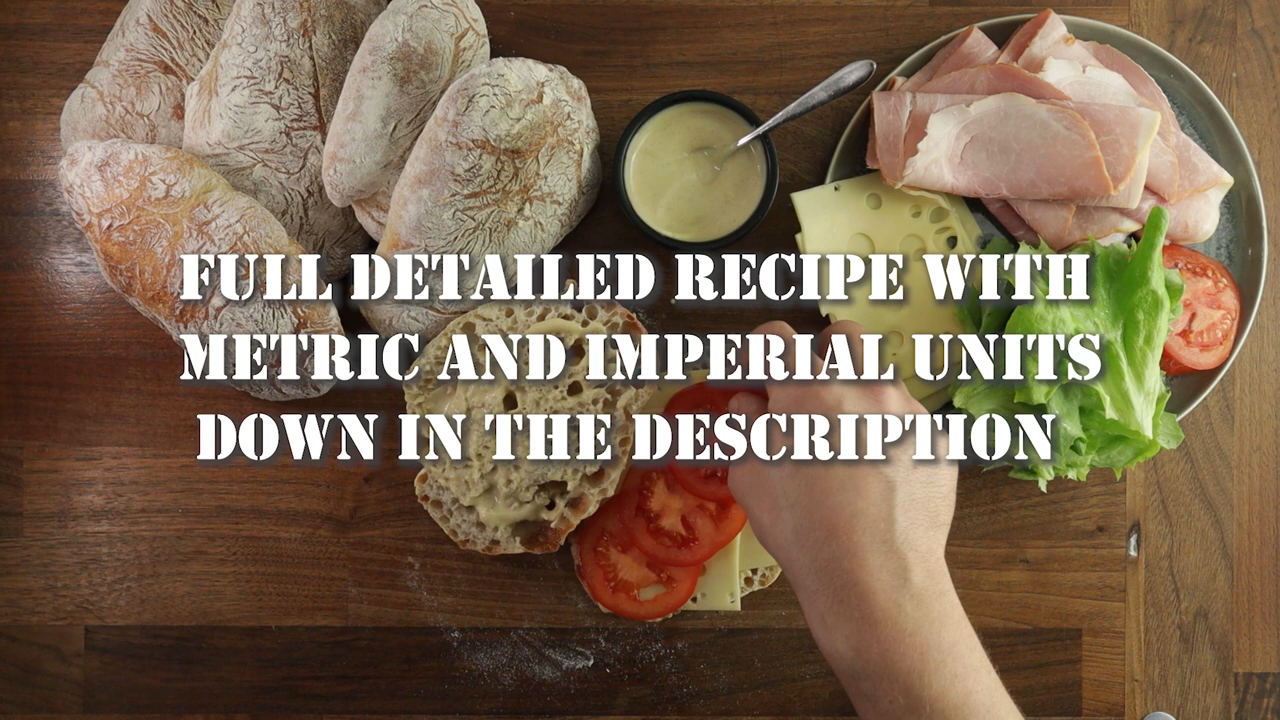 FULL DETAILED RECIPE WITH
METRIC AND IMPERIAL UNITS
DOWN IN THE DESCRIPTION